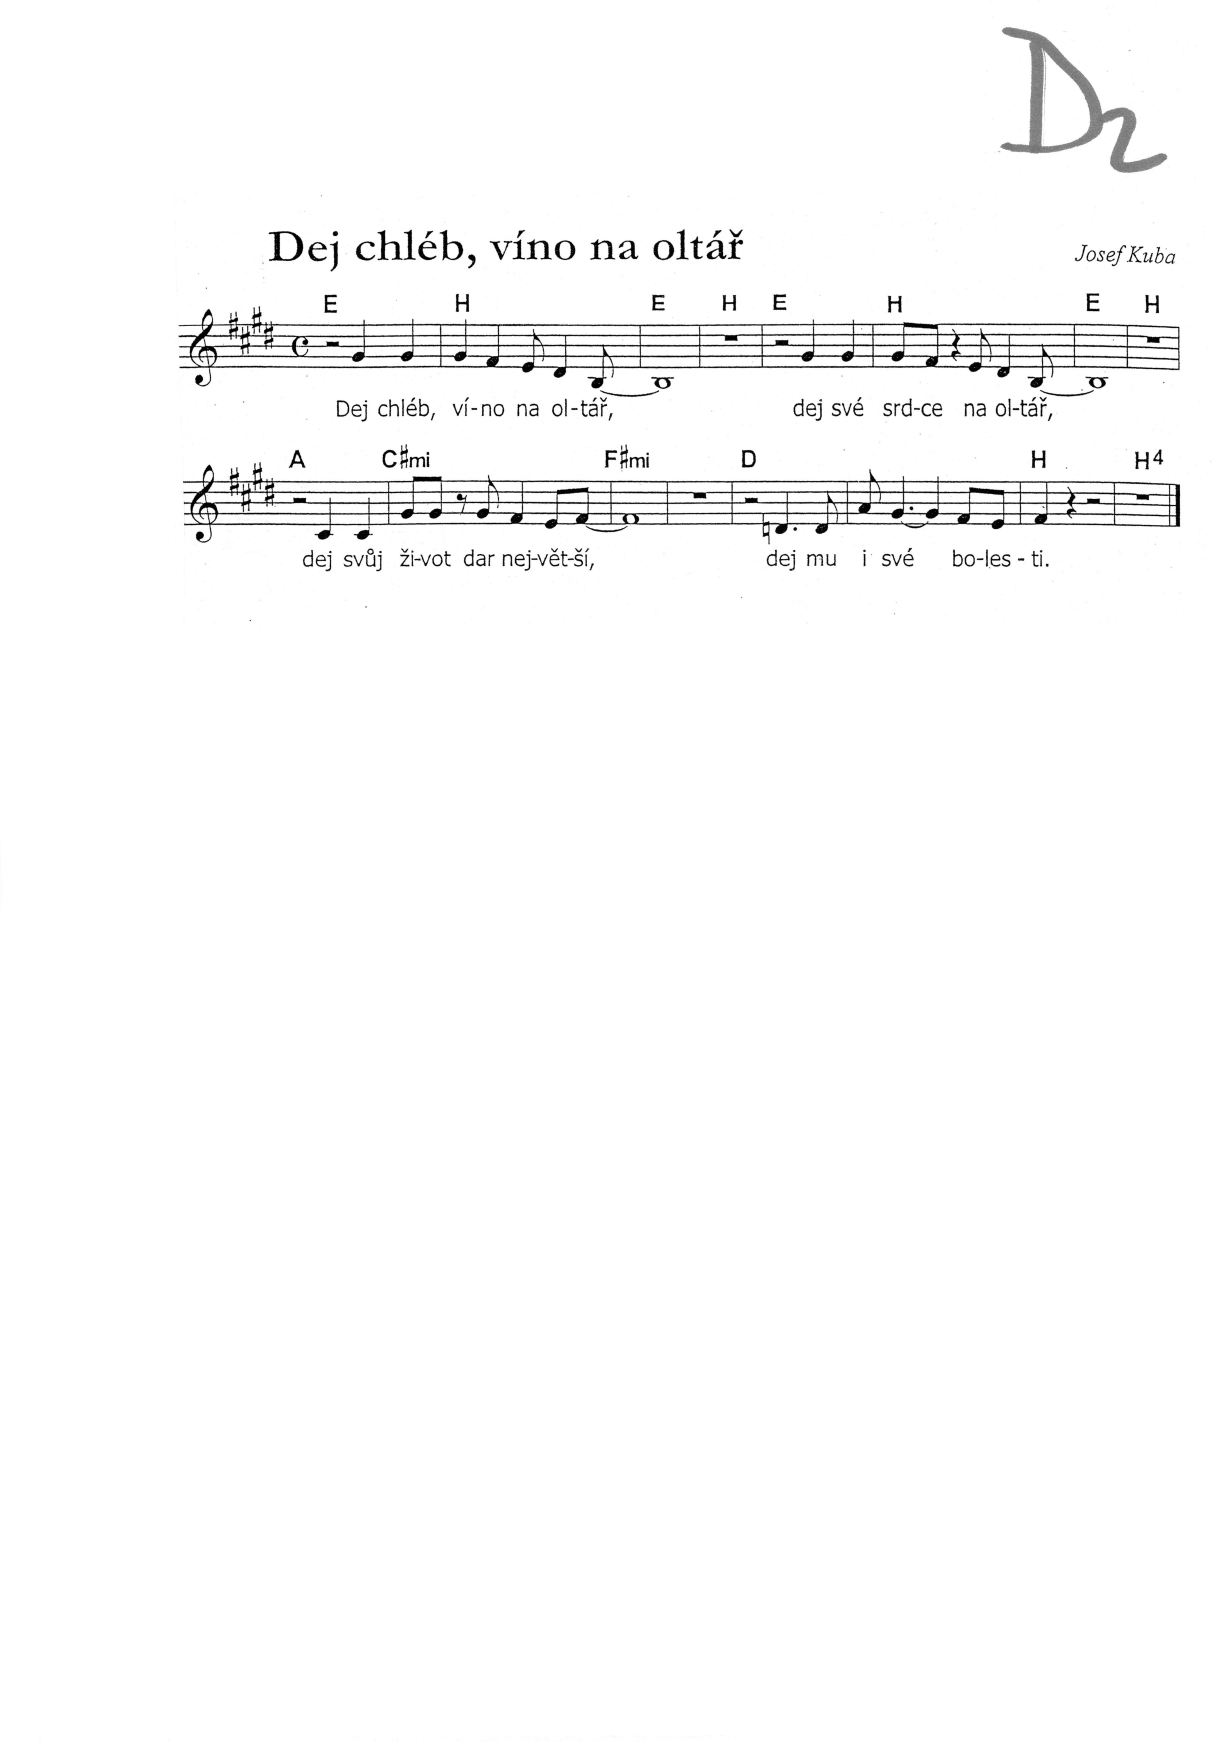 D2
Dej chléb, víno na oltář
Josef Kuba
E H E H E H E H
Dej chléb, ví-no na ol-tář, dej své srd-ce na ol-tář,
A C#mi F#mi D H H4
dej svůj ži-vot dar nej-vět-ší, dej mu i své bo-les - ti.